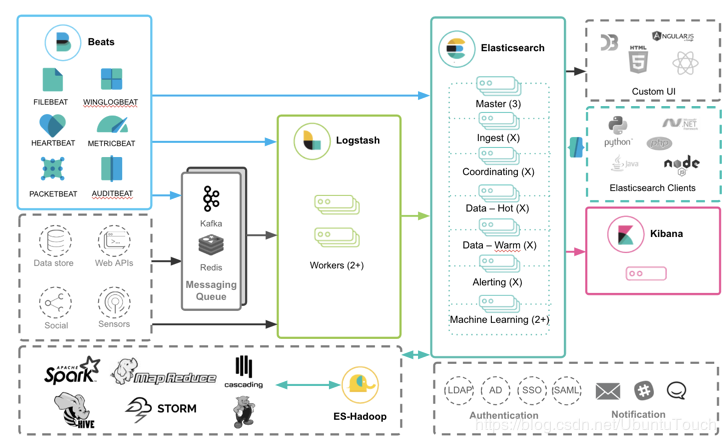 Beats
FILEBEAT
WINGLOGBEAT
HEARTBEAT
METRICBEAT
PACKETBEAT
AUDITBEAT
Data store
Web APIs
Social
Sensors
Kafka
Redis
Messaging
Queue
Logstash
Workers (2+)
Elasticsearch
Master (3)
Ingest (X)
Coordinating (X)
Data – Hot (X)
Data – Warm (X)
Alerting (X)
Machine Learning (2+)
D3
ANGULARJS
HTML
5
Custom UI
python
.NET
php
java
node
JS
Elasticsearch Clients
Kibana
APACHE
Spark
MapReduce
cascading
HIVE
STORM
ES-Hadoop
LDAP
AD
SSO
SAML
Authentication
Notification
https://blog.csdn.net/UbuntuTouch